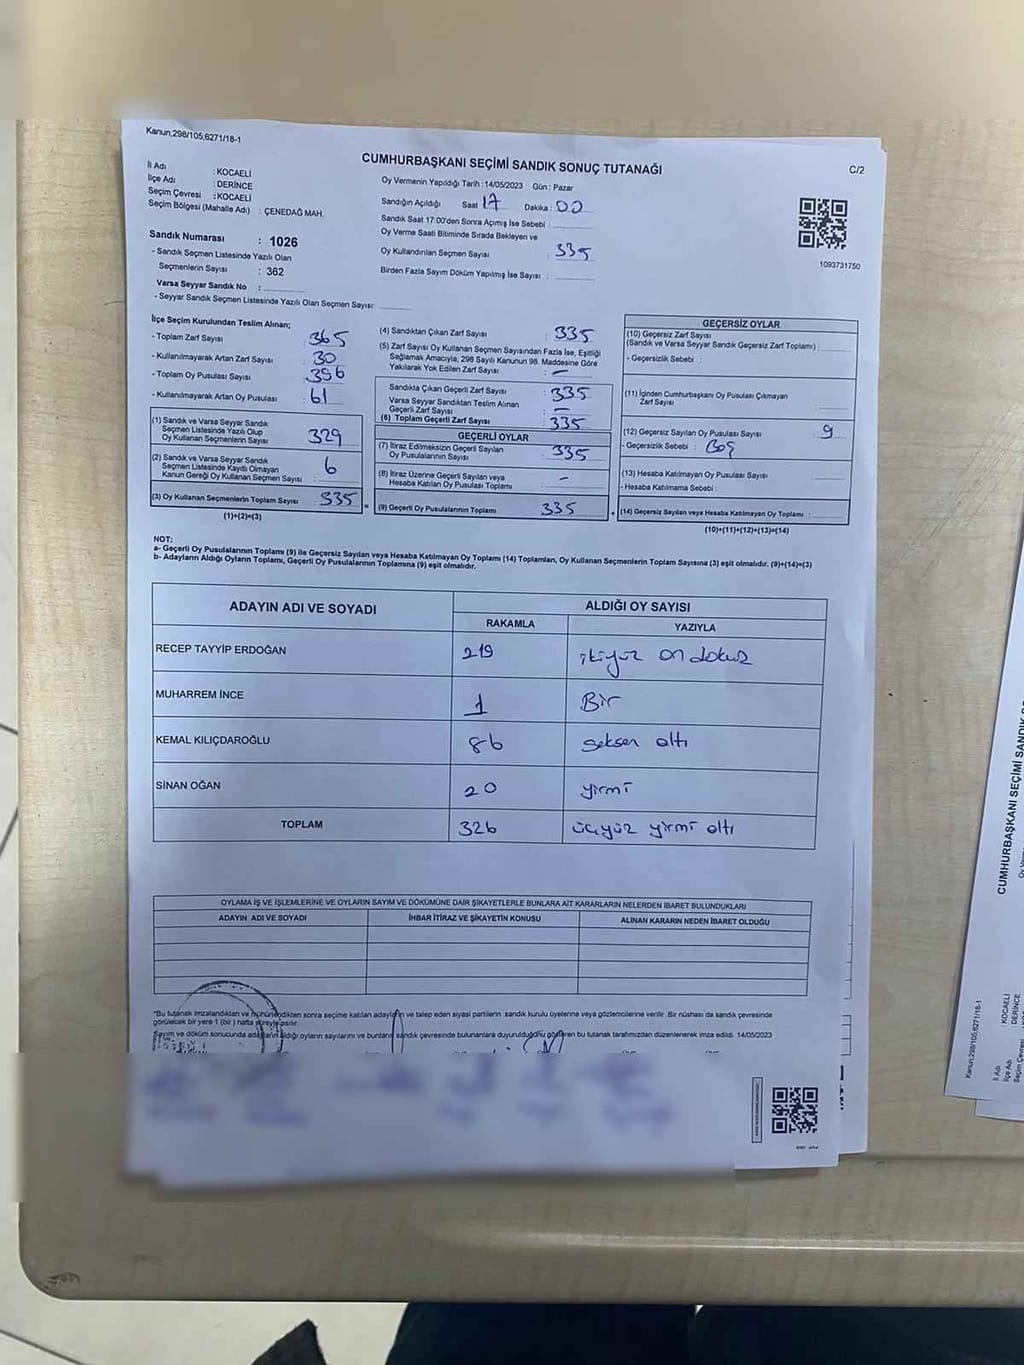 Kanun;298/105,6271/18-1
CUMHURBAŞKANI SEÇİMİ SANDIK SONUÇ TUTANAĞI
C/2
İl Adı : KOCAELİ
İlçe Adı : DERİNCE
Seçim Çevresi : KOCAELİ
Seçim Bölgesi (Mahalle Adı) : ÇENEDAĞ MAH.
Sandık Numarası : 1026
- Sandık Seçmen Listesinde Yazılı Olan
Seçmenlerin Sayısı : 362
Varsa Seyyar Sandık No :
- Seyyar Sandık Seçmen Listesinde Yazılı Olan Seçmen Sayısı:
Oy Vermenin Yapıldığı Tarih : 14/05/2023 Gün : Pazar
Sandığın Açıldığı Saat 17 Dakika : 00
Sandık Saat 17:00'den Sonra Açımış İse Sebebi :
Oy Verme Saati Bitiminde Sırada Bekleyen ve
Oy Kullandırılan Seçmen Sayısı : 335
Birden Fazla Sayım Döküm Yapılmış İse Sayısı :
1093731750
İlçe Seçim Kurulundan Teslim Alınan;
- Toplam Zarf Sayısı : 365
- Kullanılmayarak Artan Zarf Sayısı : 30
- Toplam Oy Pusulası Sayısı : 396
- Kullanılmayarak Artan Oy Pusulası : 61
(1) Sandık ve Varsa Seyyar Sandık
Seçmen Listesinde Yazılı Olup
Oy Kullanan Seçmenlerin Sayısı : 329
(2) Sandık ve Varsa Seyyar Sandık
Seçmen Listesinde Kayıtlı Olmayan
Kanun Gereği Oy Kullanan Seçmen Sayısı : 6
(3) Oy Kullanan Seçmenlerin Toplam Sayısı 335
(1)+(2)=(3)
(4) Sandıktan Çıkan Zarf Sayısı : 335
(5) Zarf Sayısı Oy Kullanan Seçmen Sayısından Fazla İse, Eşitliği
Sağlamak Amacıyla, 298 Sayılı Kanunun 98. Maddesine Göre
Yakılarak Yok Edilen Zarf Sayısı : -
Sandıkta Çıkan Geçerli Zarf Sayısı : 335
Varsa Seyyar Sandıktan Teslim Alınan
Geçerli Zarf Sayısı : -
(6) Toplam Geçerli Zarf Sayısı : 335
GEÇERLİ OYLAR
(7) İtiraz Edilmeksizin Geçerli Sayılan
Oy Pusulasının Sayısı : 335
(8) İtiraz Üzerine Geçerli Sayılan veya
Hesaba Katılan Oy Pusulası Toplamı : -
(9) Geçerli Oy Pusulalarının Toplamı 335
GEÇERSİZ OYLAR
(10) Geçersiz Zarf Sayısı
(Sandık ve Varsa Seyyar Sandık Geçersiz Zarf Toplamı) :
- Geçersizlik Sebebi :
(11) İçinden Cumhurbaşkanı Oy Pusulası Çıkmayan
Zarf Sayısı :
(12) Geçersiz Sayılan Oy Pusulası Sayısı : 9
- Geçersizlik Sebebi : Boş
(13) Hesaba Katılmayan Oy Pusulası Sayısı :
- Hesaba Katılmama Sebebi :
(14) Geçersiz Sayılan veya Hesaba Katılmayan Oy Toplamı :
(10)+(11)+(12)+(13)=(14)
NOT:
a- Geçerli Oy Pusulalarının Toplamı (9) ile Geçersiz Sayılan veya Hesaba Katılmayan Oy Toplamı (14) Toplamları, Oy Kullanan Seçmenlerin Toplam Sayısına (3) eşit olmalıdır. (9)+(14)=(3)
b- Adayların Aldığı Oyların Toplamı, Geçerli Oy Pusulalarının Toplamına (9) eşit olmalıdır.
ADAYIN ADI VE SOYADI ALDIĞI OY SAYISI
RAKAMLA YAZIYLA
RECEP TAYYİP ERDOĞAN 219 ikiyüz on dokuz
MUHARREM İNCE 1 Bir
KEMAL KILIÇDAROĞLU 86 seksen altı
SİNAN OĞAN 20 yirmi
TOPLAM 326 üçyüz yirmi altı
OYLAMA İŞ VE İŞLEMLERİNE VE OYLARIN SAYIM VE DÖKÜMÜNE DAİR ŞİKAYETLERLE BUNLARA AİT KARARLARIN NELERDEN İBARET BULUNDUKLARI
ADAYIN ADI VE SOYADI İHBAR İTİRAZ VE ŞİKAYETİN KONUSU ALINAN KARARIN NEDEN İBARET OLDUĞU
*Bu tutanak imzalandıktan ve mühürlendikten sonra seçime katılan adayların ve talep eden siyasi partilerin sandık kurulu üyelerine veya gözlemcilerine verilir. Bir nüshası da sandık çevresinde
görülecek bir yere 1 (bir) hafta süreyle asılır.
Sayım ve döküm sonucunda adayların aldığı oyların sayılarını ve bunların sandık çevresinde bulunanlara duyurulduğunu gösteren bu tutanak tarafımızdan düzenlenerek imza edildi. 14/05/2023
CUMHURBAŞKANI SEÇİMİ SANDIK
Kanun;298/105,6271/18-1
İl Adı : KOCAELİ
İlçe Adı : DERİNCE